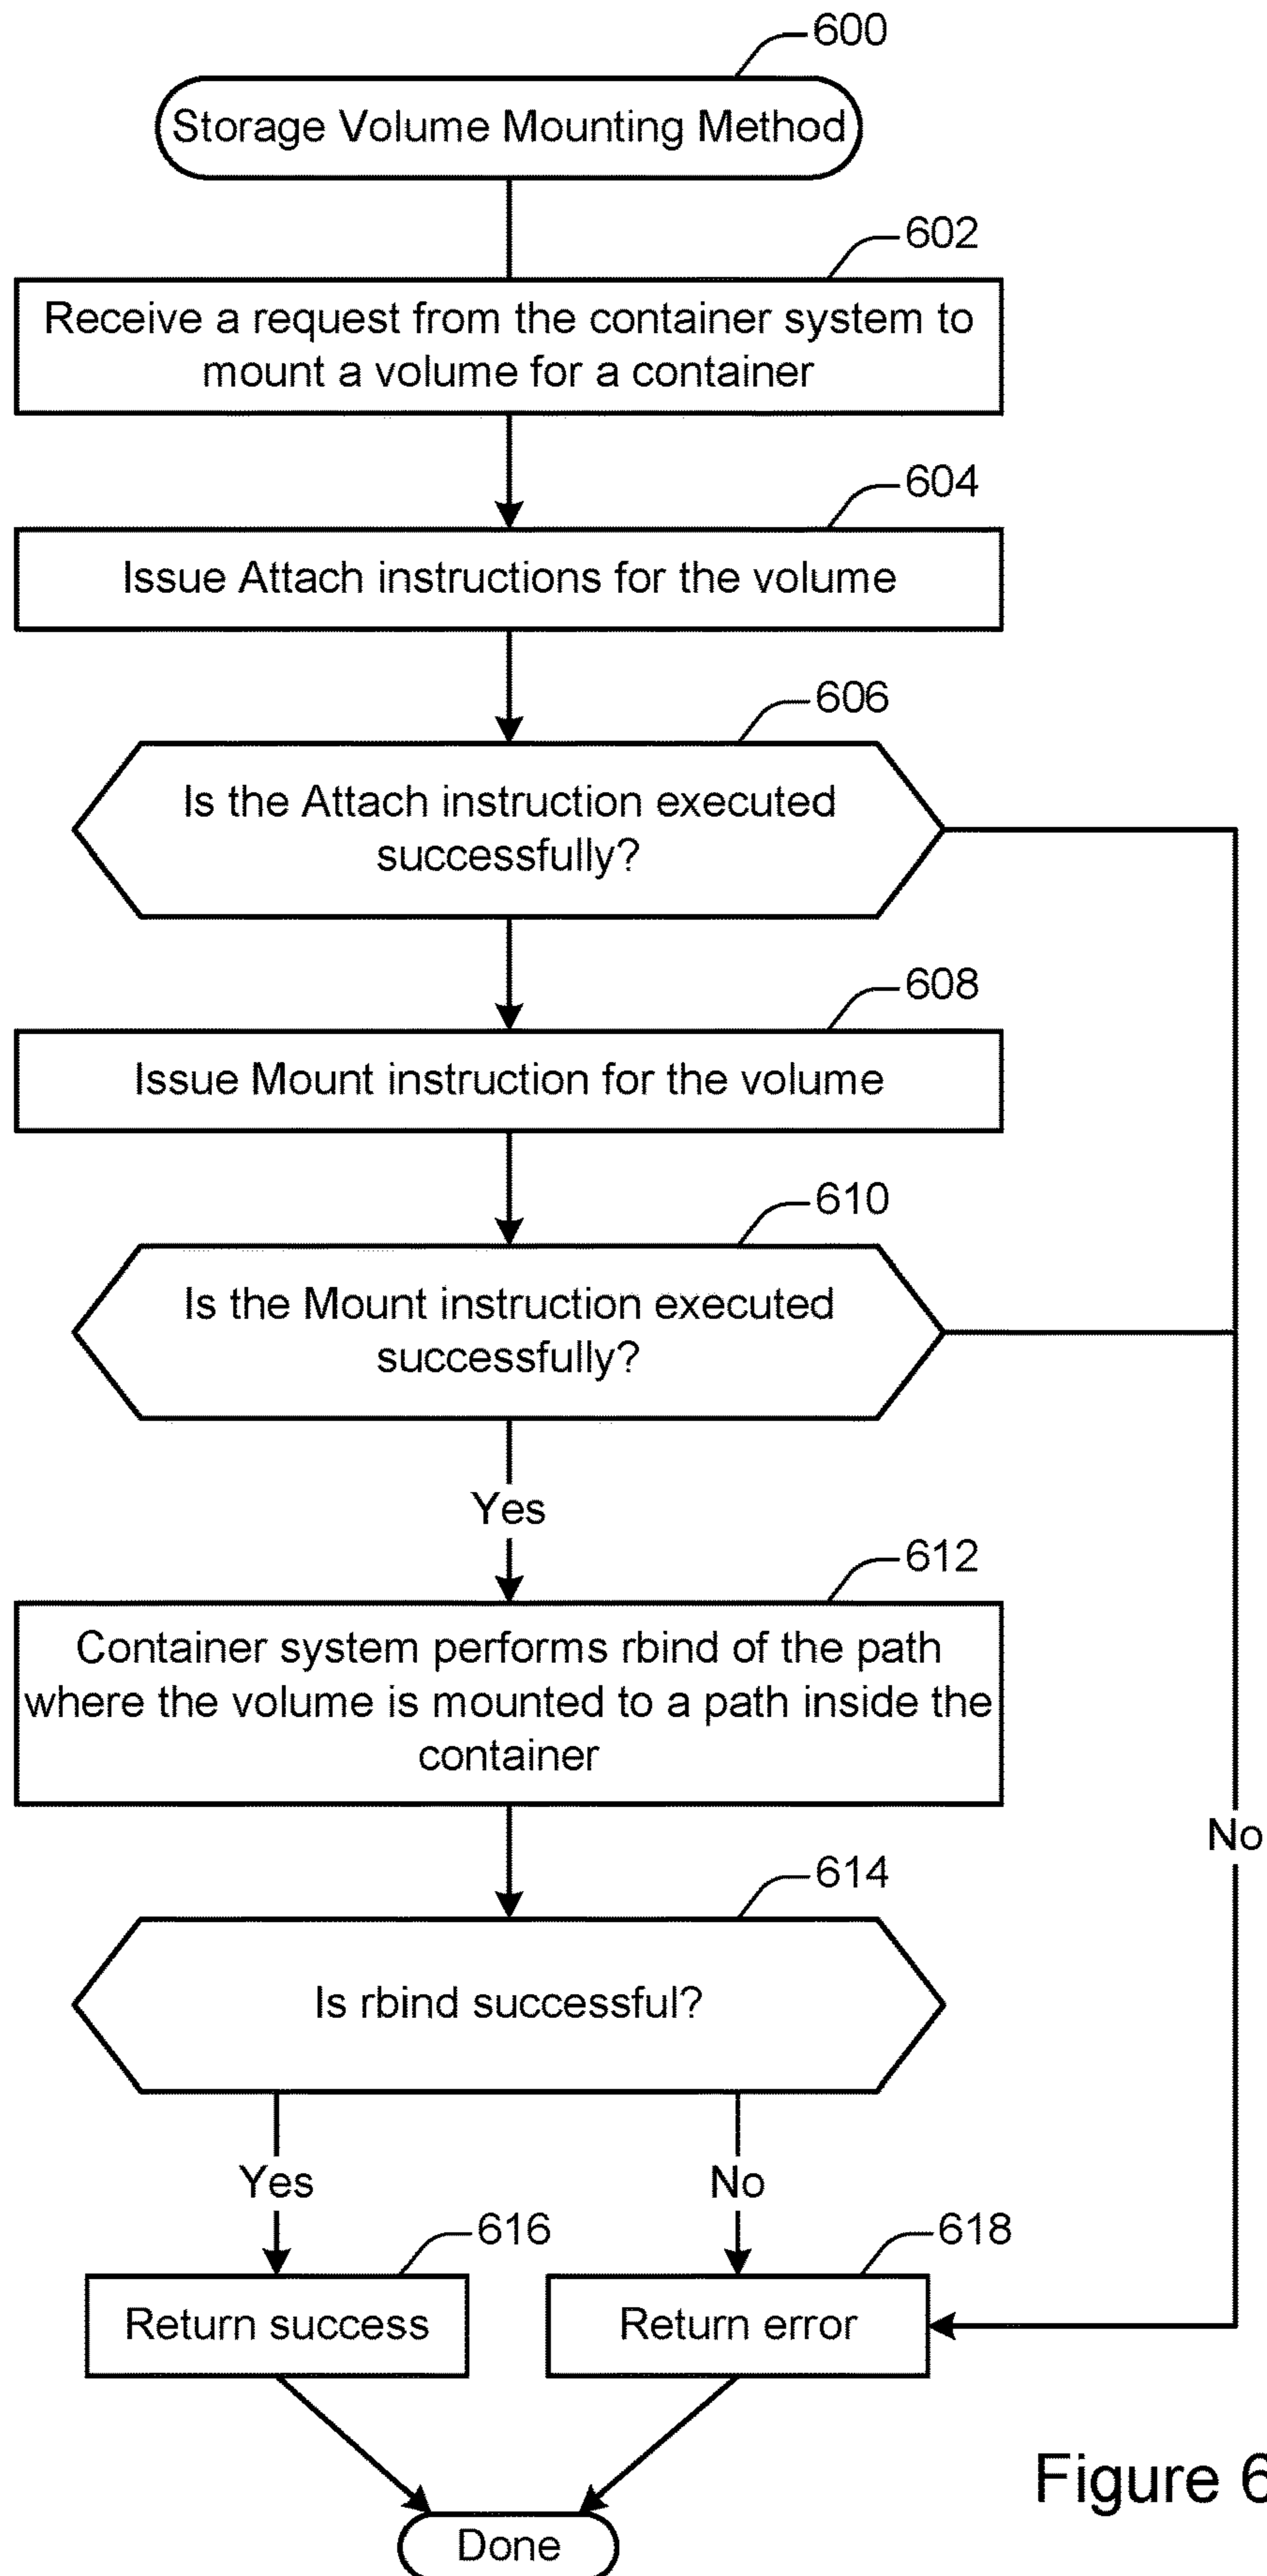 600
Storage Volume Mounting Method
602
Receive a request from the container system to
mount a volume for a container
604
Issue Attach instructions for the volume
606
Is the Attach instruction executed
successfully?
608
Issue Mount instruction for the volume
610
Is the Mount instruction executed
successfully?
Yes
612
Container system performs rbind of the path
where the volume is mounted to a path inside the
container
No
614
Is rbind successful?
Yes
No
616
618
Return success
Return error
Figure 6
Done